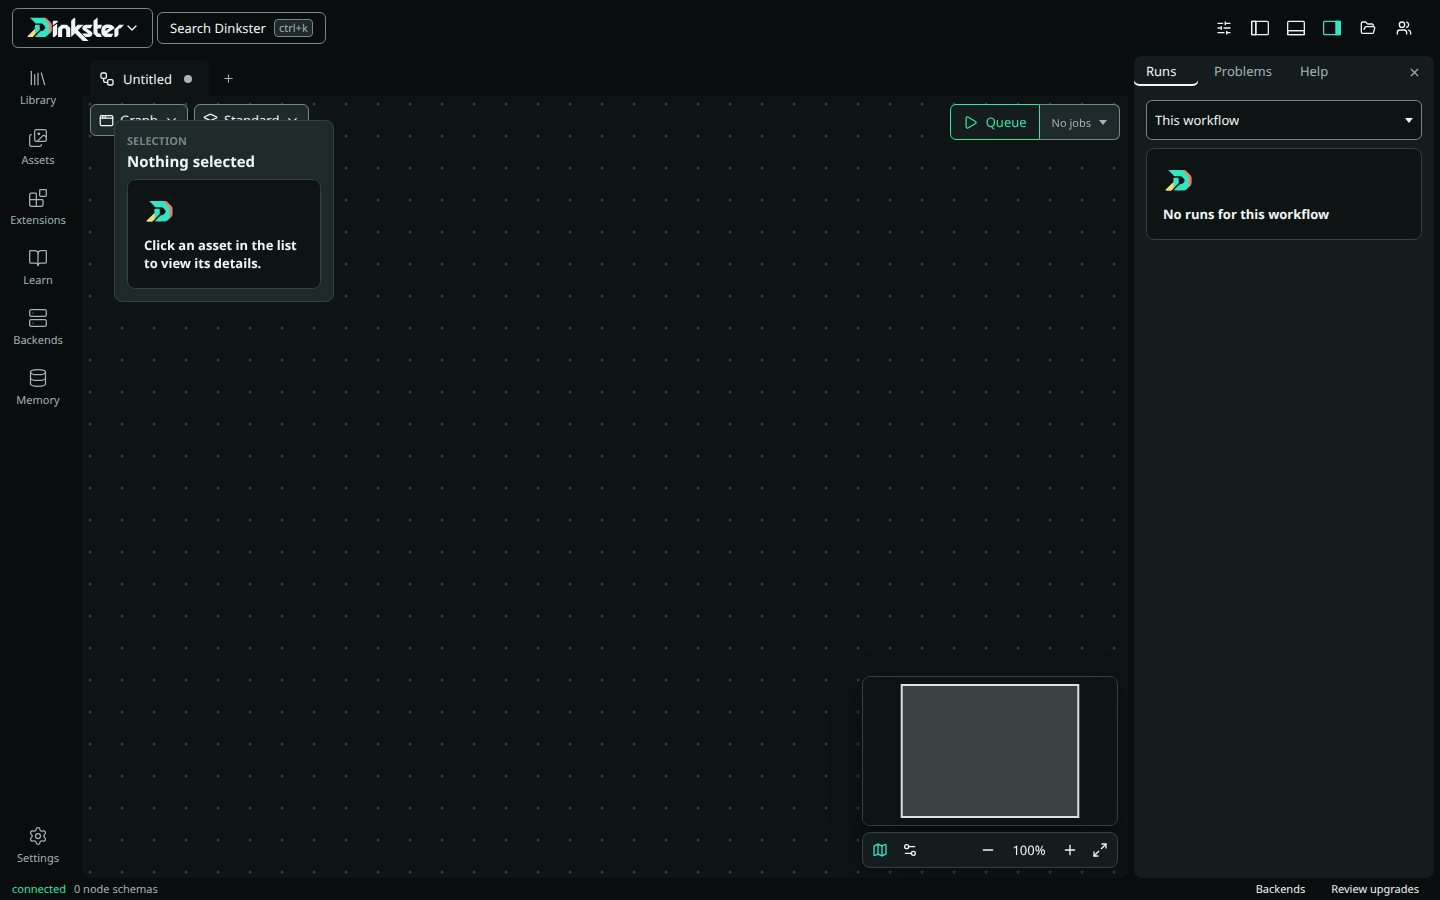 Dinkster
Search Dinkster ctrl+k
Library
Assets
Extensions
Learn
Backends
Memory
Settings
Untitled
Graph
Standard
SELECTION
Nothing selected
Click an asset in the list
to view its details.
Queue
No jobs
100%
Runs
Problems
Help
This workflow
No runs for this workflow
connected
0 node schemas
Backends
Review upgrades